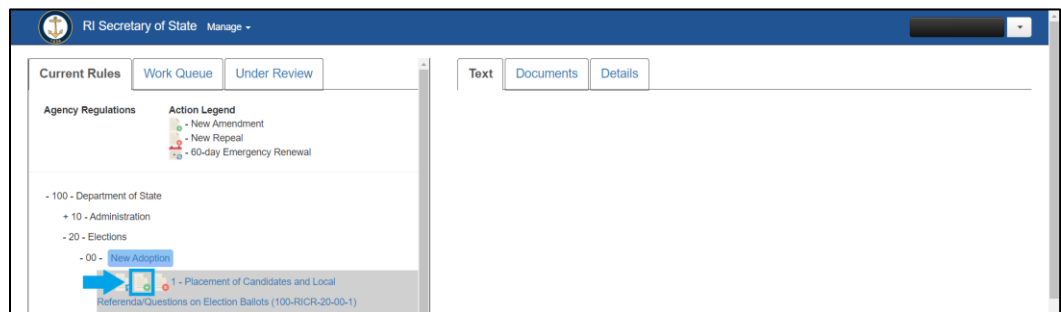 RI Secretary of State Manage
Current Rules Work Queue Under Review
Text Documents Details
Agency Regulations
Action Legend
- New Amendment
- New Repeal
- 60-day Emergency Renewal
- 100 - Department of State
+ 10 - Administration
- 20 - Elections
- 00 - New Adoption
1 - Placement of Candidates and Local
Referenda/Questions on Election Ballots (100-RICR-20-00-1)